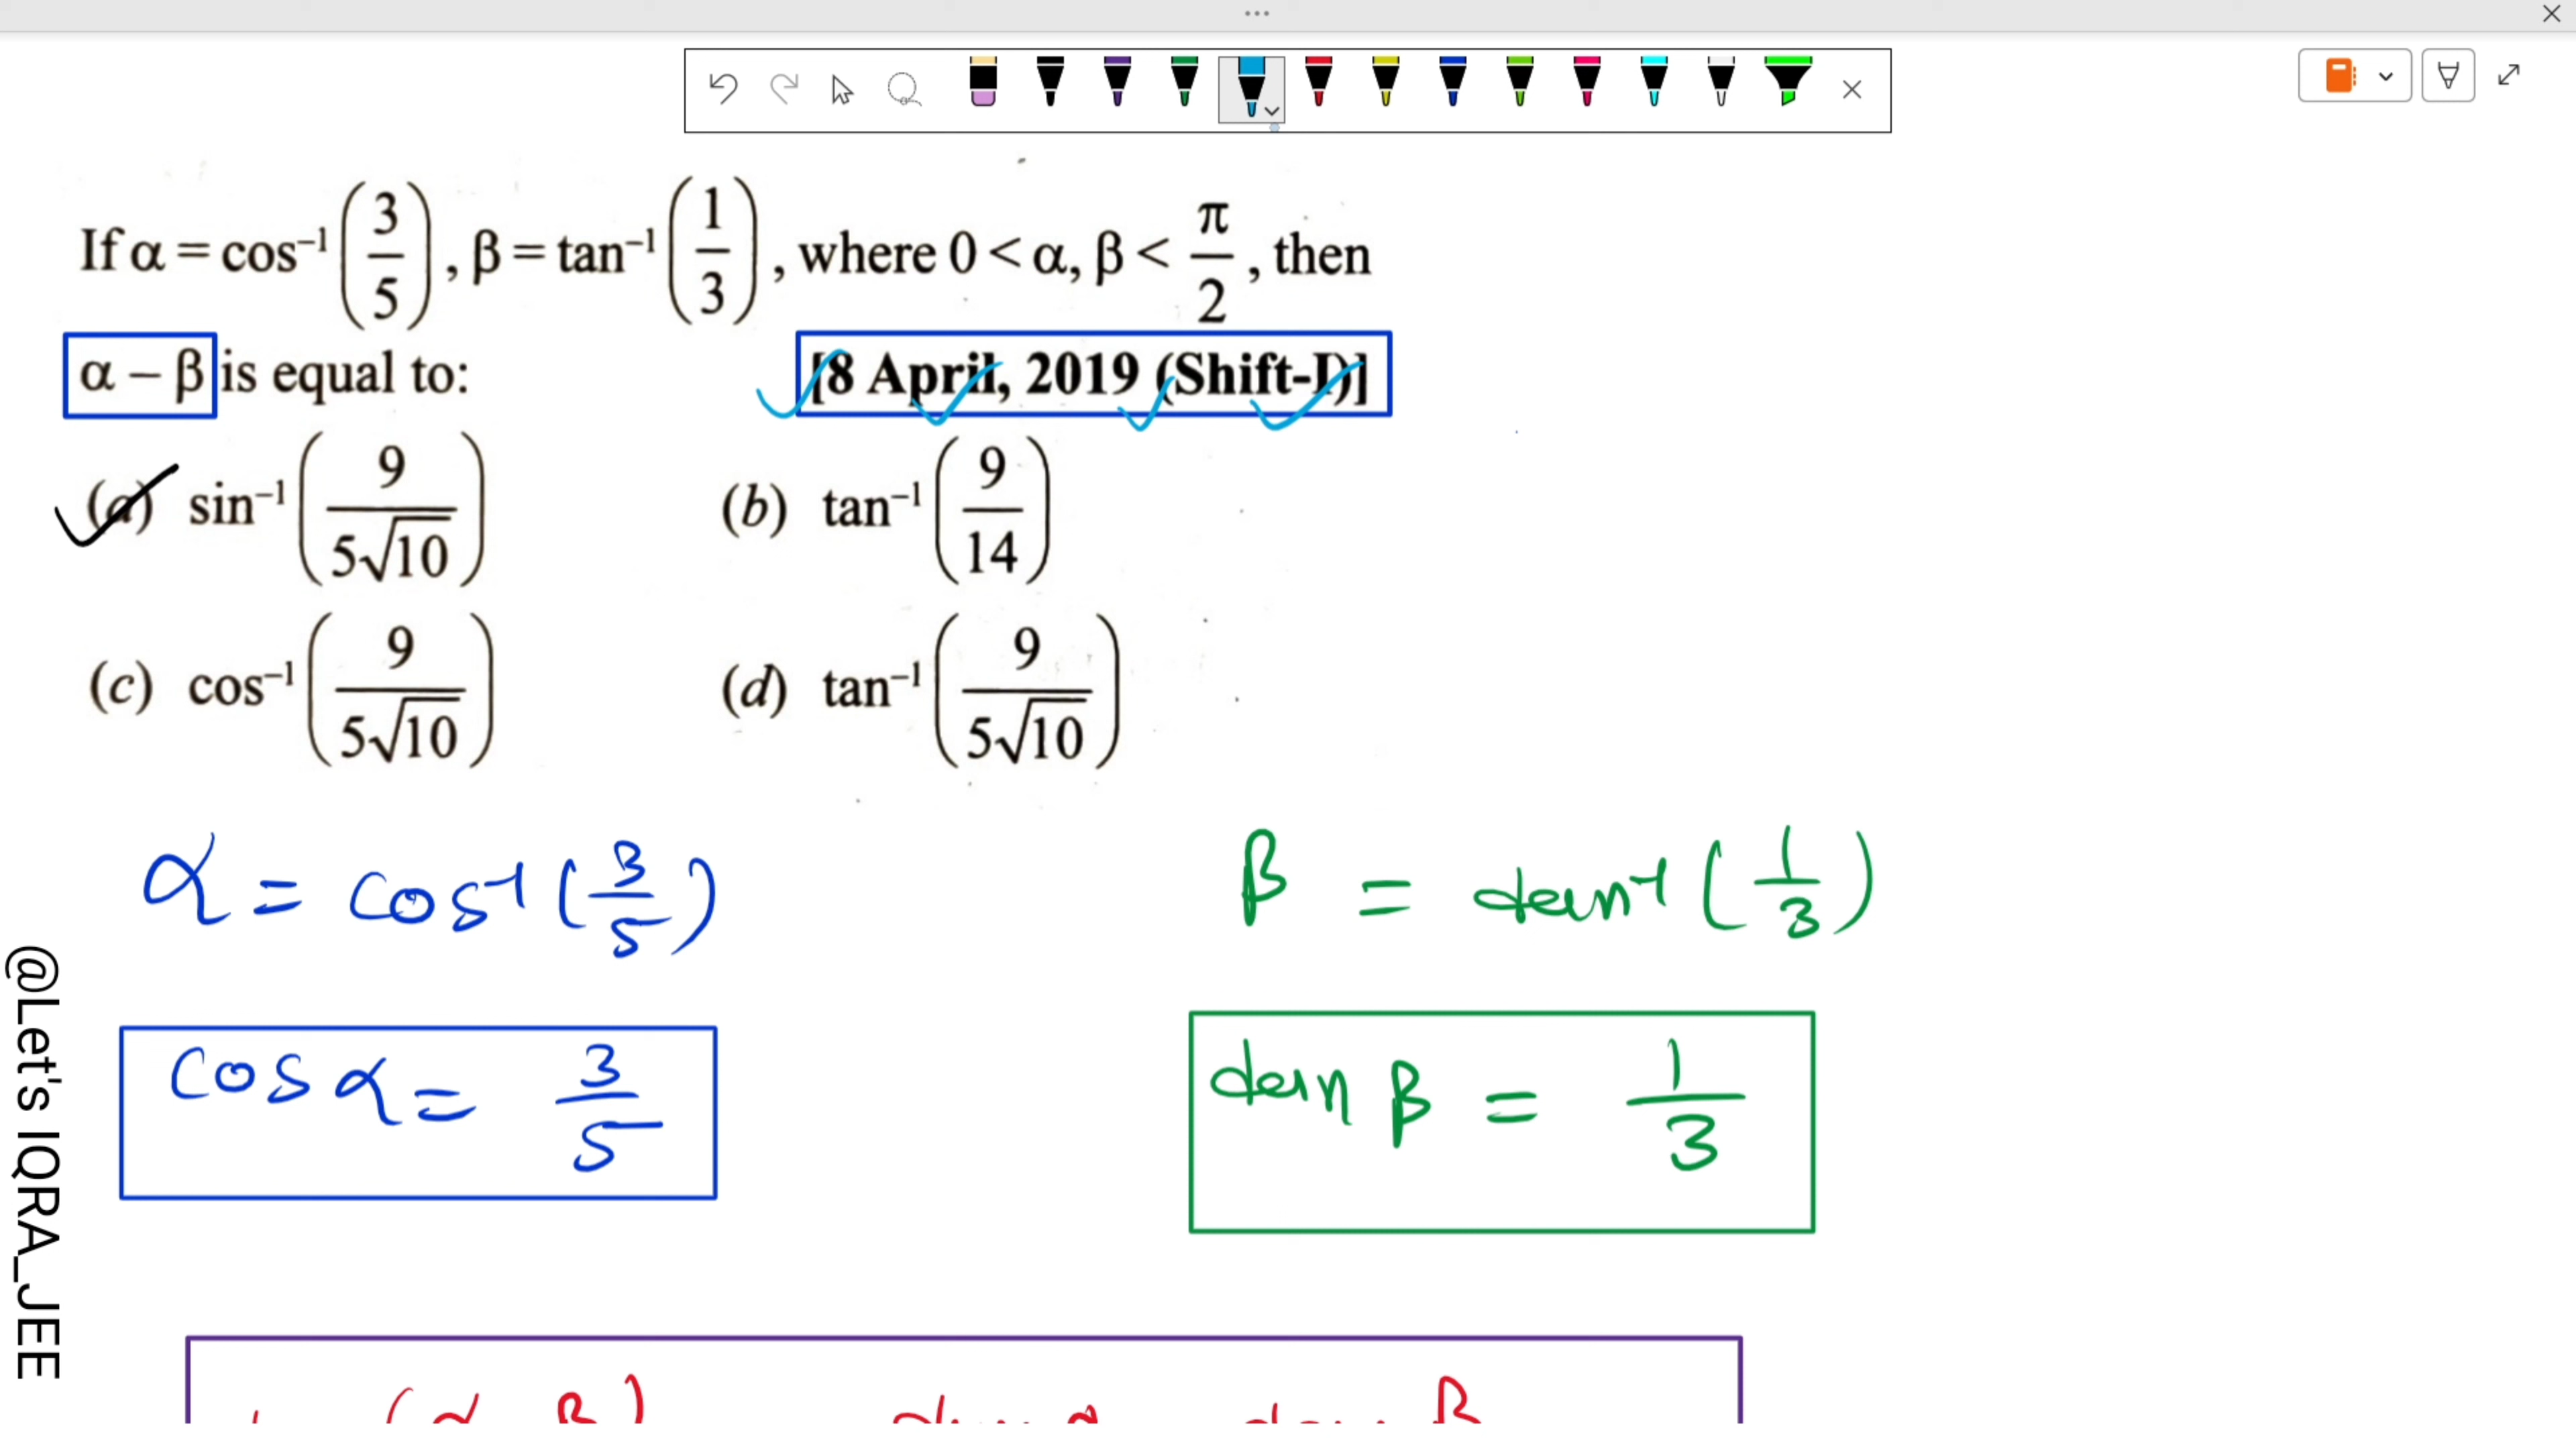 If α = cos⁻¹(3/5), β = tan⁻¹(1/3), where 0 < α, β < π/2, then
α – β is equal to: [8 April, 2019 (Shift-I)]
(a) sin⁻¹(9/(5√10)) (b) tan⁻¹(9/14)
(c) cos⁻¹(9/(5√10)) (d) tan⁻¹(9/(5√10))
α = cos⁻¹(3/5) β = tan⁻¹(1/3)
cos α = 3/5 tan β = 1/3
@Let's IQRA_JEE